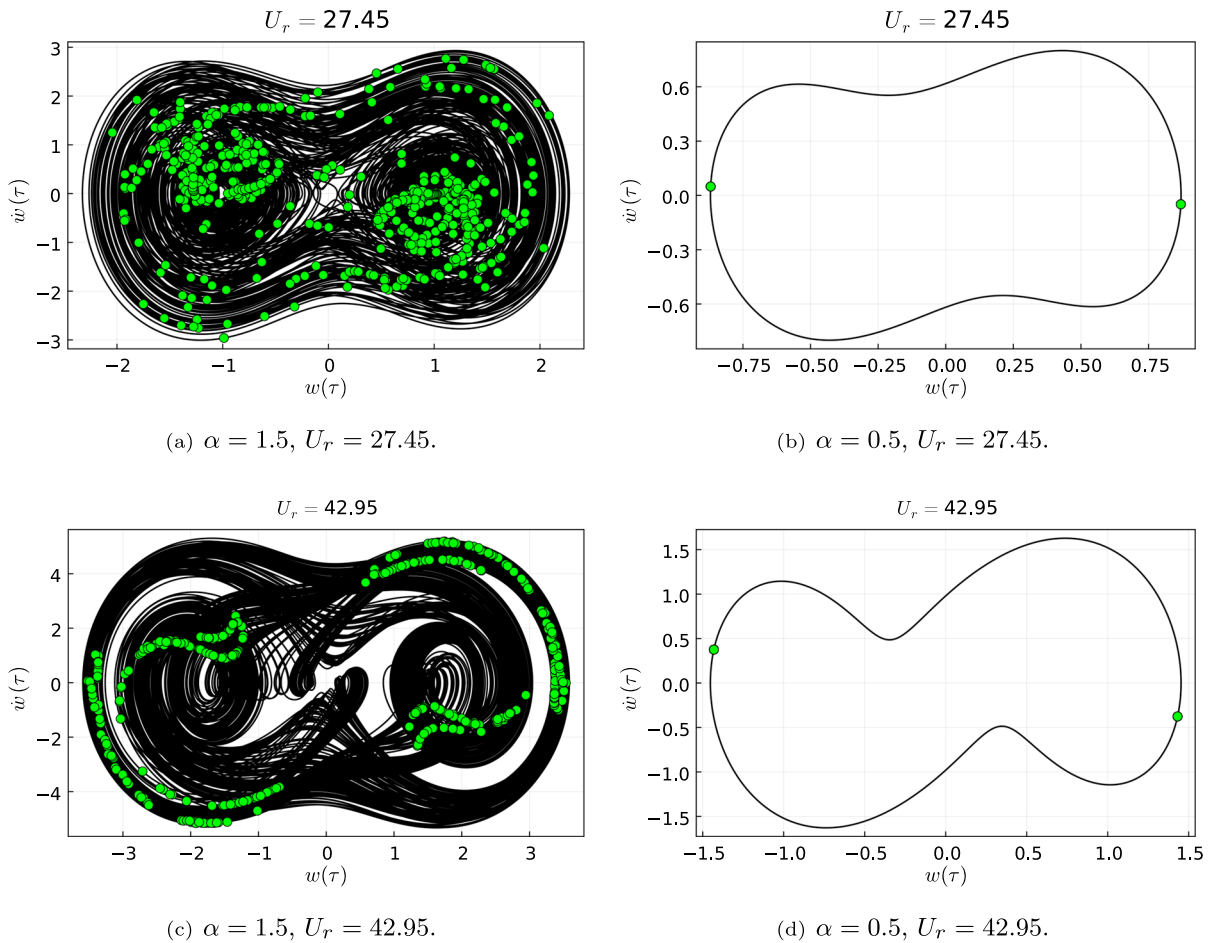 U_r = 27.45
ẇ(τ)
3
2
1
0
−1
−2
−3
−2 −1 0 1 2
w(τ)
(a) α = 1.5, U_r = 27.45.
U_r = 27.45
ẇ(τ)
0.6
0.3
0.0
−0.3
−0.6
−0.75 −0.50 −0.25 0.00 0.25 0.50 0.75
w(τ)
(b) α = 0.5, U_r = 27.45.
U_r = 42.95
ẇ(τ)
4
2
0
−2
−4
−3 −2 −1 0 1 2 3
w(τ)
(c) α = 1.5, U_r = 42.95.
U_r = 42.95
ẇ(τ)
1.5
1.0
0.5
0.0
−0.5
−1.0
−1.5
−1.5 −1.0 −0.5 0.0 0.5 1.0 1.5
w(τ)
(d) α = 0.5, U_r = 42.95.